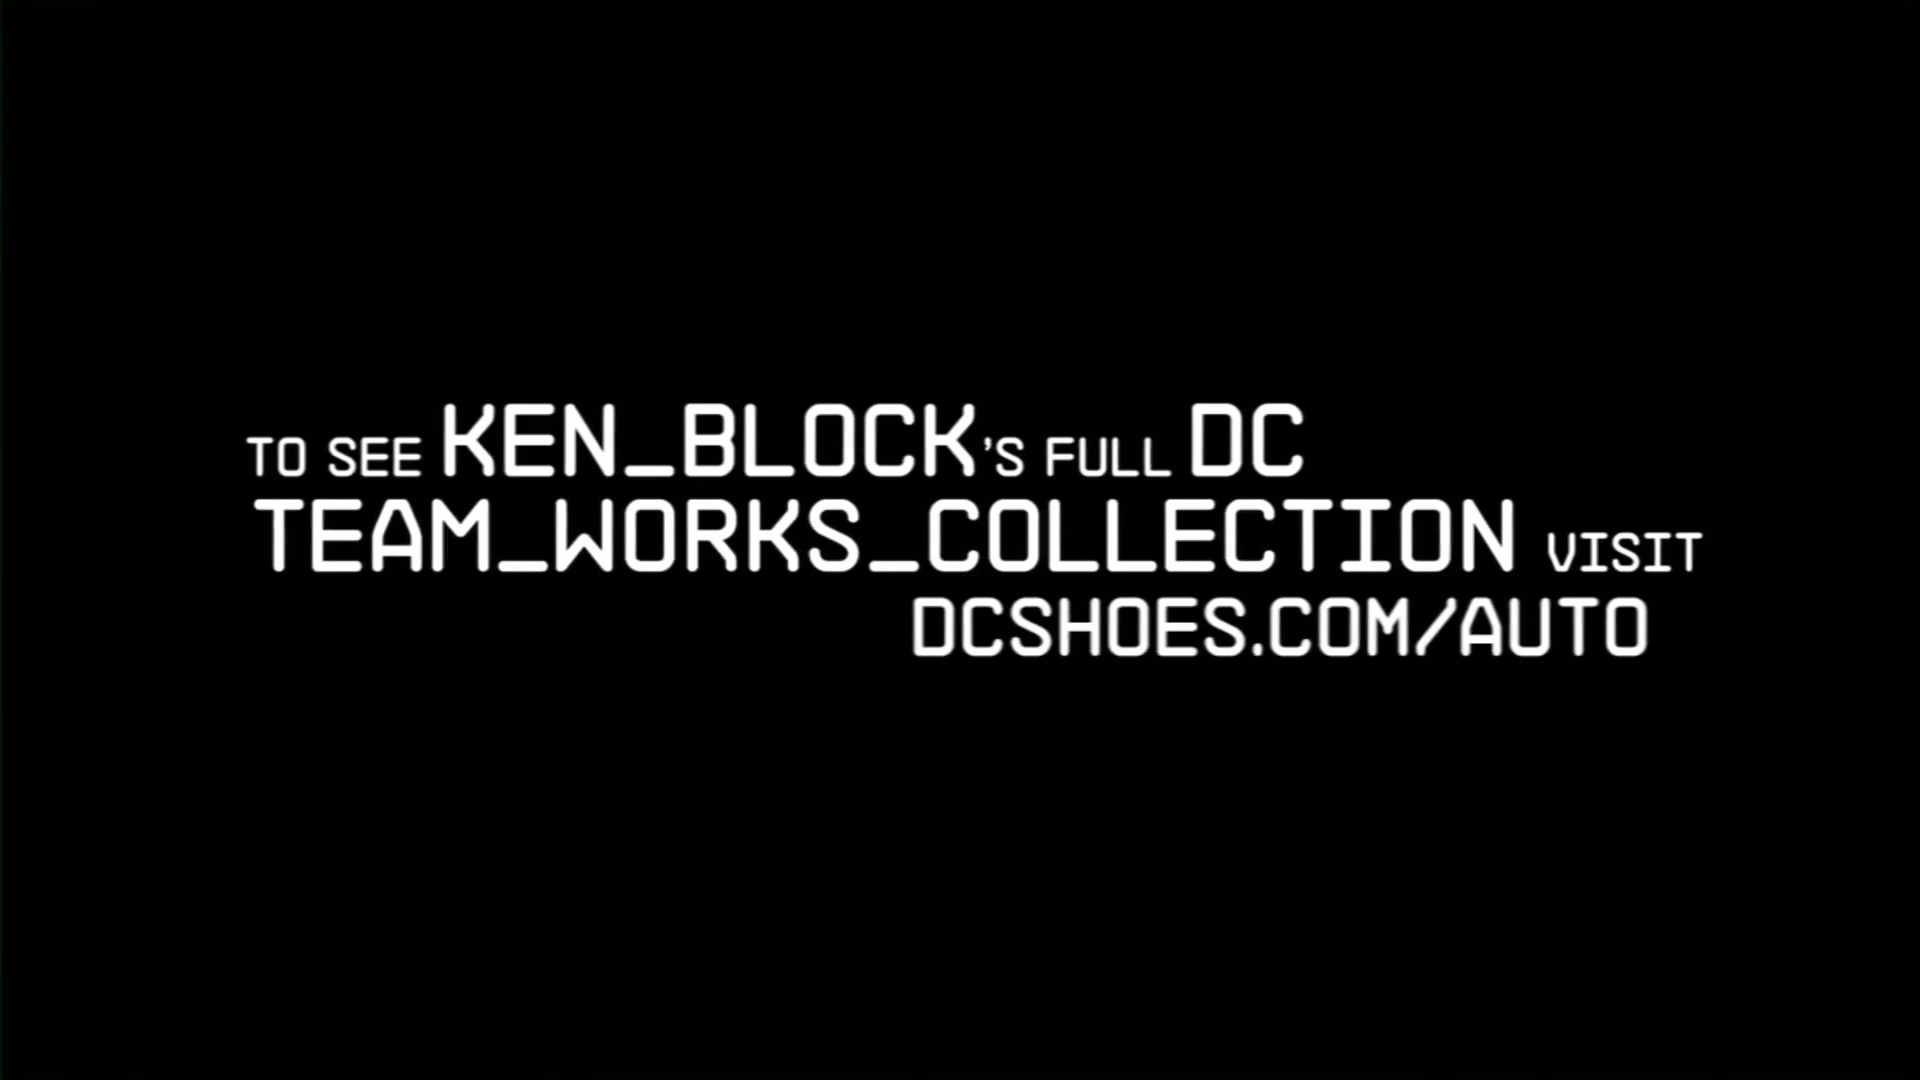 TO SEE KEN_BLOCK'S FULL DC
TEAM_WORKS_COLLECTION VISIT
DCSHOES.COM/AUTO